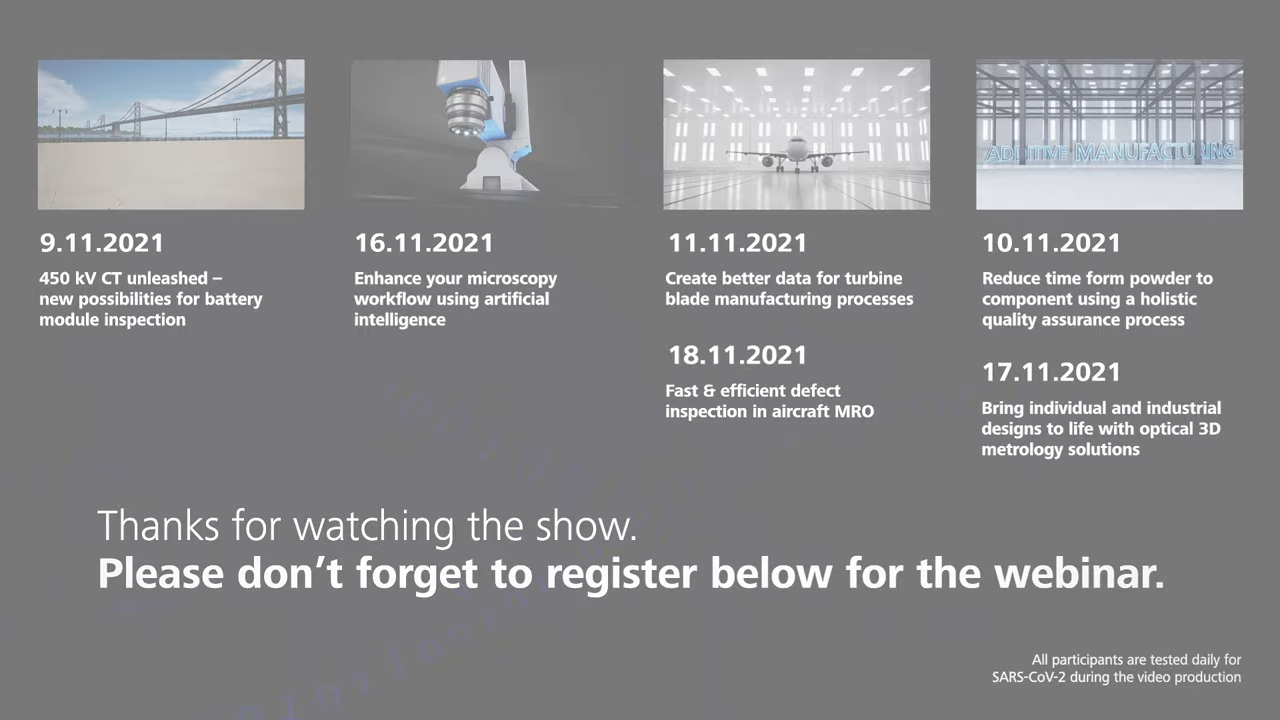 ADDITIVE MANUFACTURING
9.11.2021
450 kV CT unleashed –
new possibilities for battery
module inspection
16.11.2021
Enhance your microscopy
workflow using artificial
intelligence
11.11.2021
Create better data for turbine
blade manufacturing processes
18.11.2021
Fast & efficient defect
inspection in aircraft MRO
10.11.2021
Reduce time form powder to
component using a holistic
quality assurance process
17.11.2021
Bring individual and industrial
designs to life with optical 3D
metrology solutions
Thanks for watching the show.
Please don’t forget to register below for the webinar.
All participants are tested daily for
SARS-CoV-2 during the video production